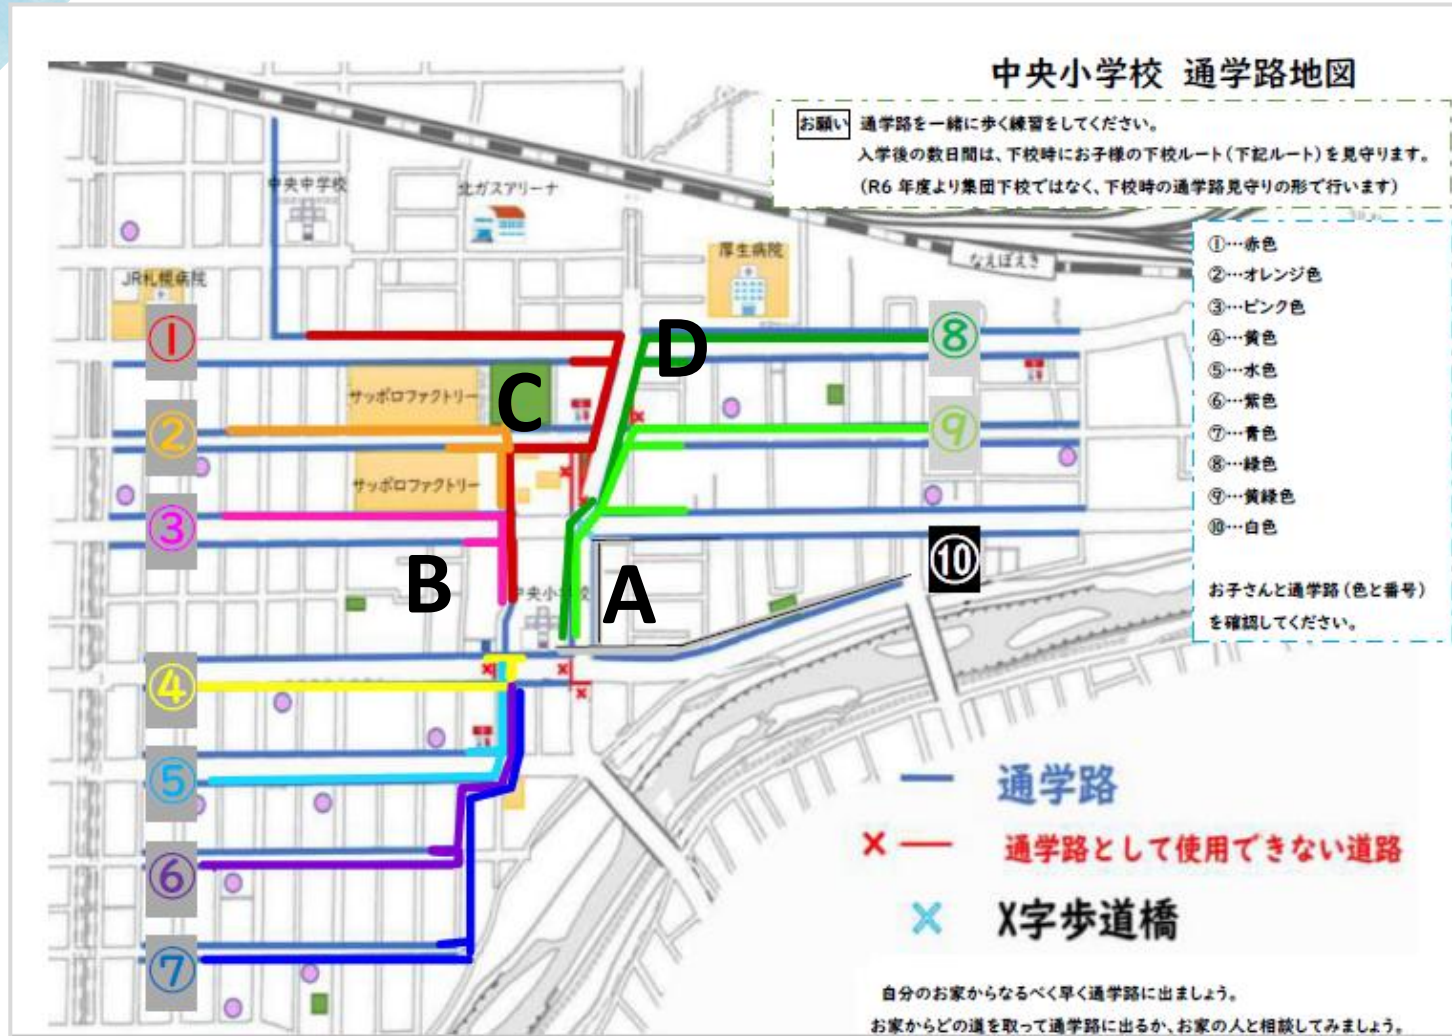 中央小学校 通学路地図
お願い 通学路を一緒に歩く練習をしてください。
入学後の数日間は、下校時にお子様の下校ルート(下記ルート)を見守ります。
(R6 年度より集団下校ではなく、下校時の通学路見守りの形で行います)
中央中学校
北ガスアリーナ
厚生病院
なえぼえき
JR札幌病院
①…赤色
②…オレンジ色
③…ピンク色
④…黄色
⑤…水色
⑥…紫色
⑦…青色
⑧…緑色
⑨…黄緑色
⑩…白色
お子さんと通学路(色と番号)
を確認してください。
①
D
⑧
サッポロファクトリー
C
②
⑨
サッポロファクトリー
③
B
中央小学校
A
⑩
④
⑤
⑥
⑦
通学路
× 通学路として使用できない道路
× X字歩道橋
自分のお家からなるべく早く通学路に出ましょう。
お家からどの道を取って通学路に出るか、お家の人と相談してみましょう。